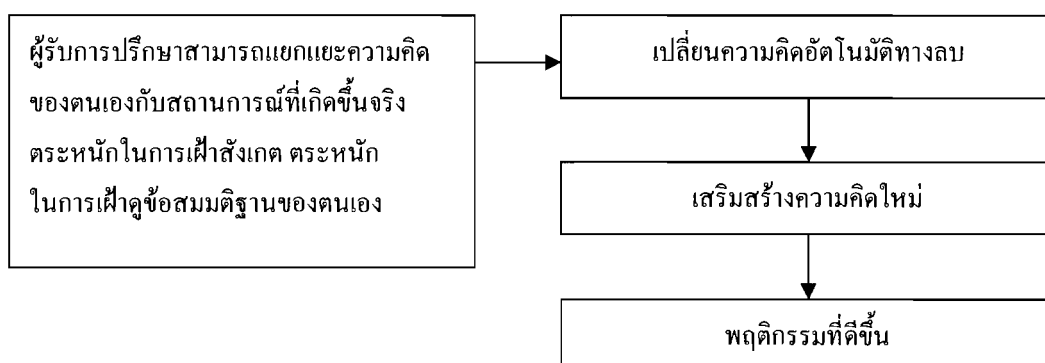 ผู้รับการปรึกษาสามารถแยกแยะความคิด
ของตนเองกับสถานการณ์ที่เกิดขึ้นจริง
ตระหนักในการเฝ้าสังเกต ตระหนัก
ในการเฝ้าดูข้อสมมติฐานของตนเอง
เปลี่ยนความคิดอัตโนมัติทางลบ
เสริมสร้างความคิดใหม่
พฤติกรรมที่ดีขึ้น